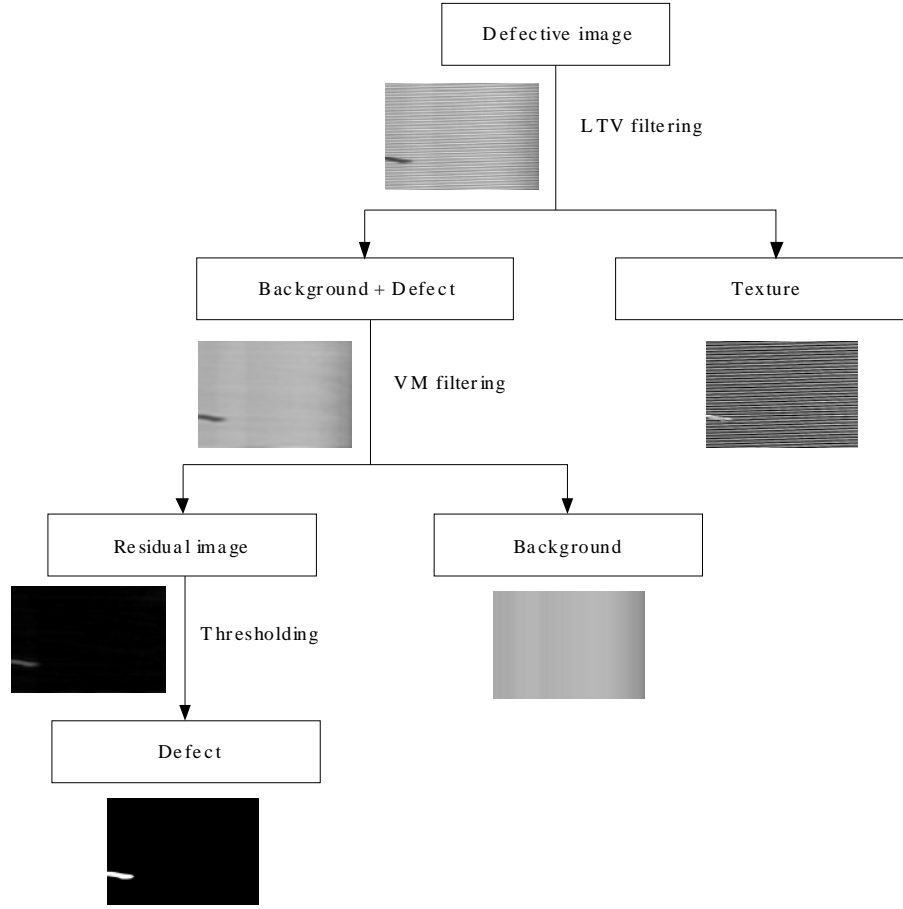 Defective image
LTV filtering
Background + Defect
Texture
VM filtering
Residual image
Background
Thresholding
Defect